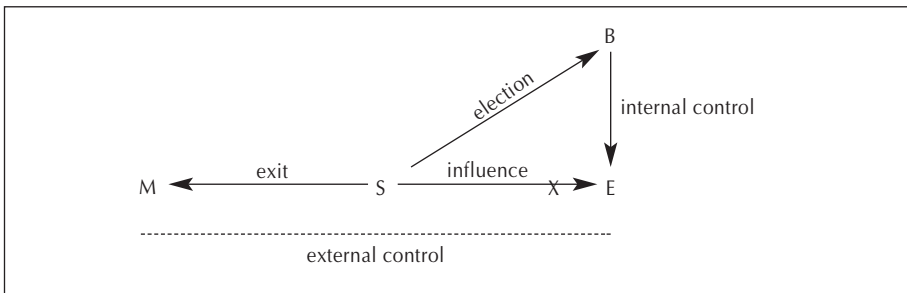 B
election
internal control
M
exit
S
influence
X
E
external control